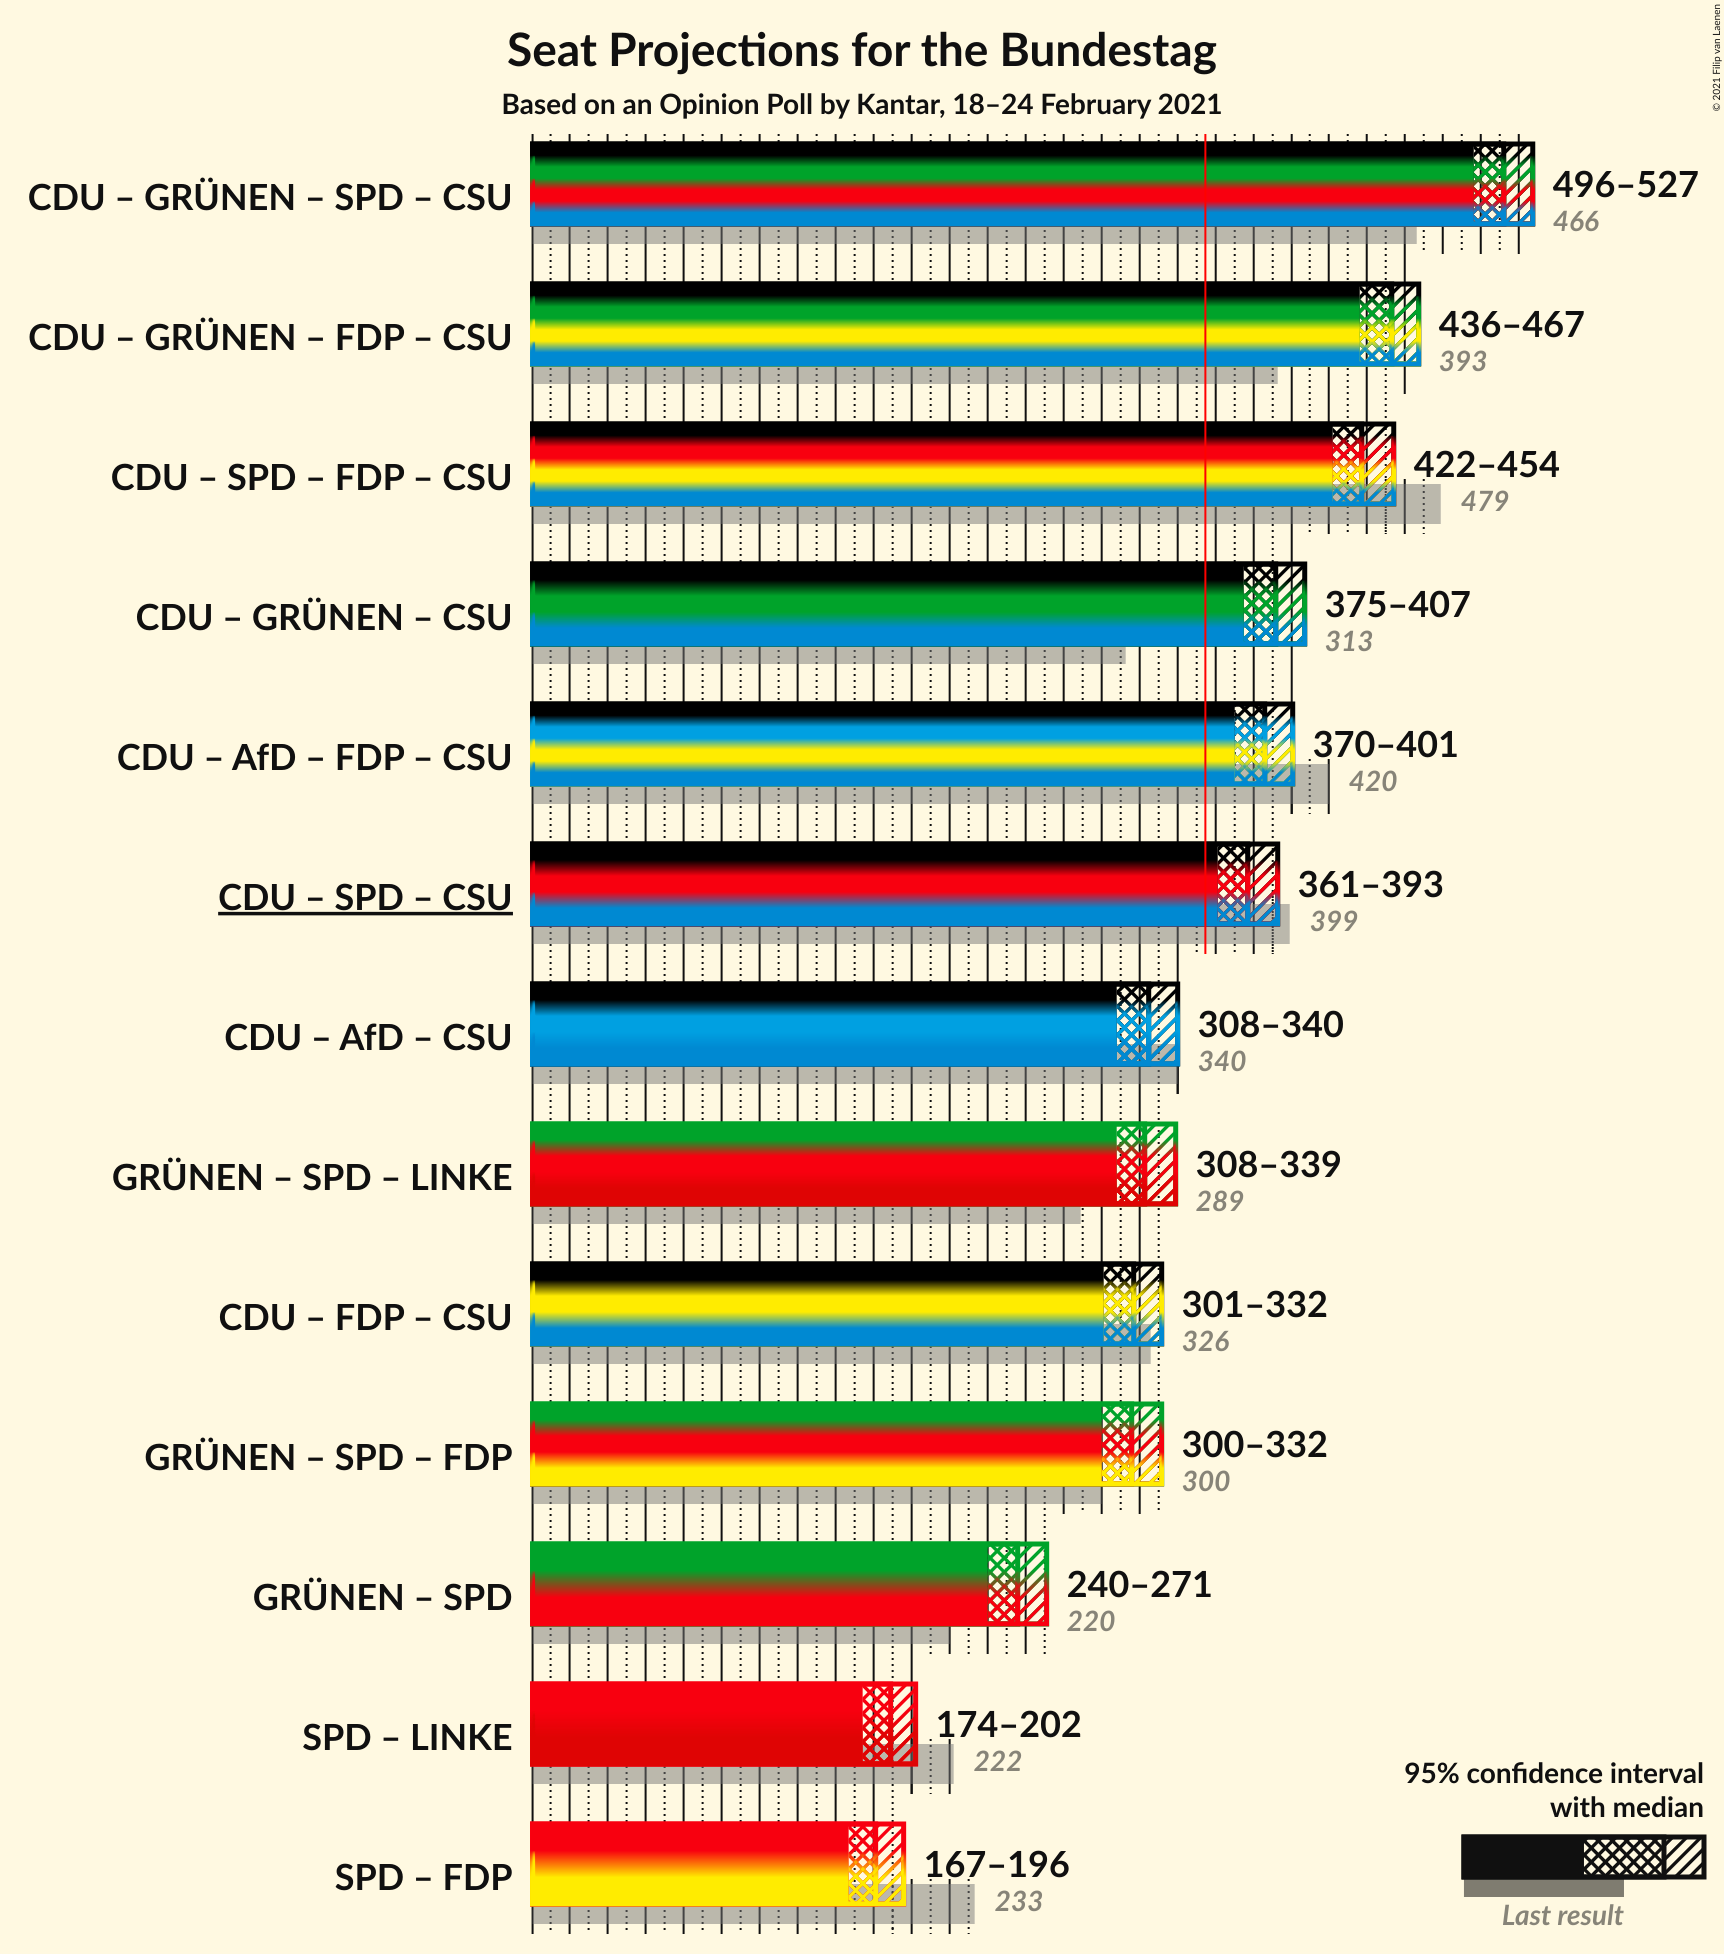 Seat Projections for the Bundestag
Based on an Opinion Poll by Kantar, 18–24 February 2021
© 2021 Filip van Laenen
CDU – GRÜNEN – SPD – CSU
496–527
466
CDU – GRÜNEN – FDP – CSU
436–467
393
CDU – SPD – FDP – CSU
422–454
479
CDU – GRÜNEN – CSU
375–407
313
CDU – AfD – FDP – CSU
370–401
420
CDU – SPD – CSU
361–393
399
CDU – AfD – CSU
308–340
340
GRÜNEN – SPD – LINKE
308–339
289
CDU – FDP – CSU
301–332
326
GRÜNEN – SPD – FDP
300–332
300
GRÜNEN – SPD
240–271
220
SPD – LINKE
174–202
222
SPD – FDP
167–196
233
95% confidence interval
with median
Last result